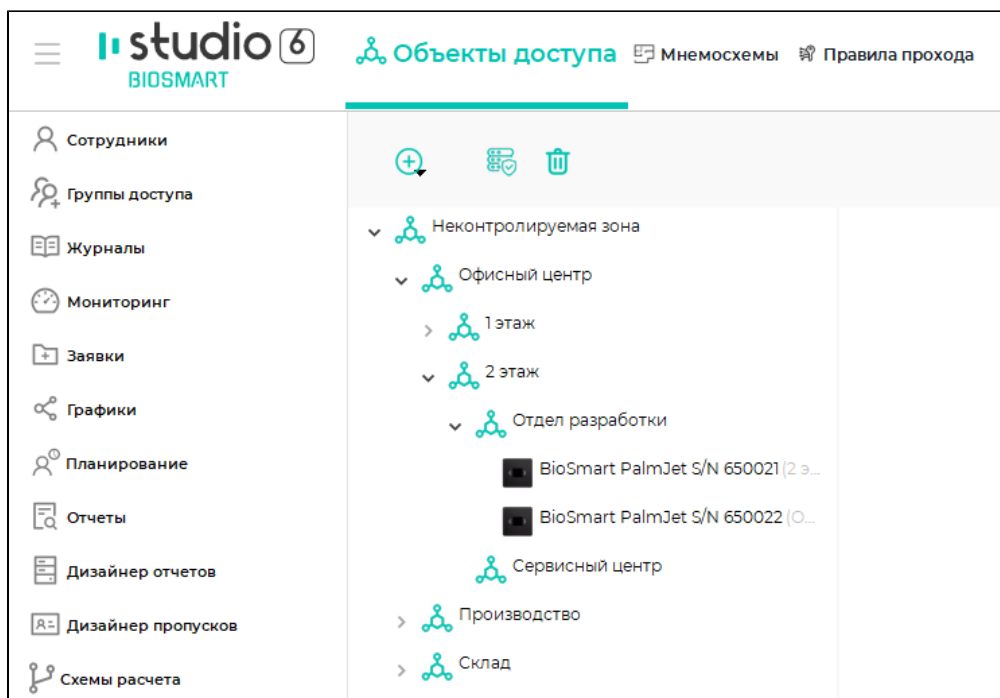 studio 6
BIOSMART
Объекты доступа
Мнемосхемы
Правила прохода
Сотрудники
Группы доступа
Журналы
Мониторинг
Заявки
Графики
Планирование
Отчеты
Дизайнер отчетов
Дизайнер пропусков
Схемы расчета
Неконтролируемая зона
Офисный центр
1 этаж
2 этаж
Отдел разработки
BioSmart PalmJet S/N 650021 (2 э...
BioSmart PalmJet S/N 650022 (О...
Сервисный центр
Производство
Склад